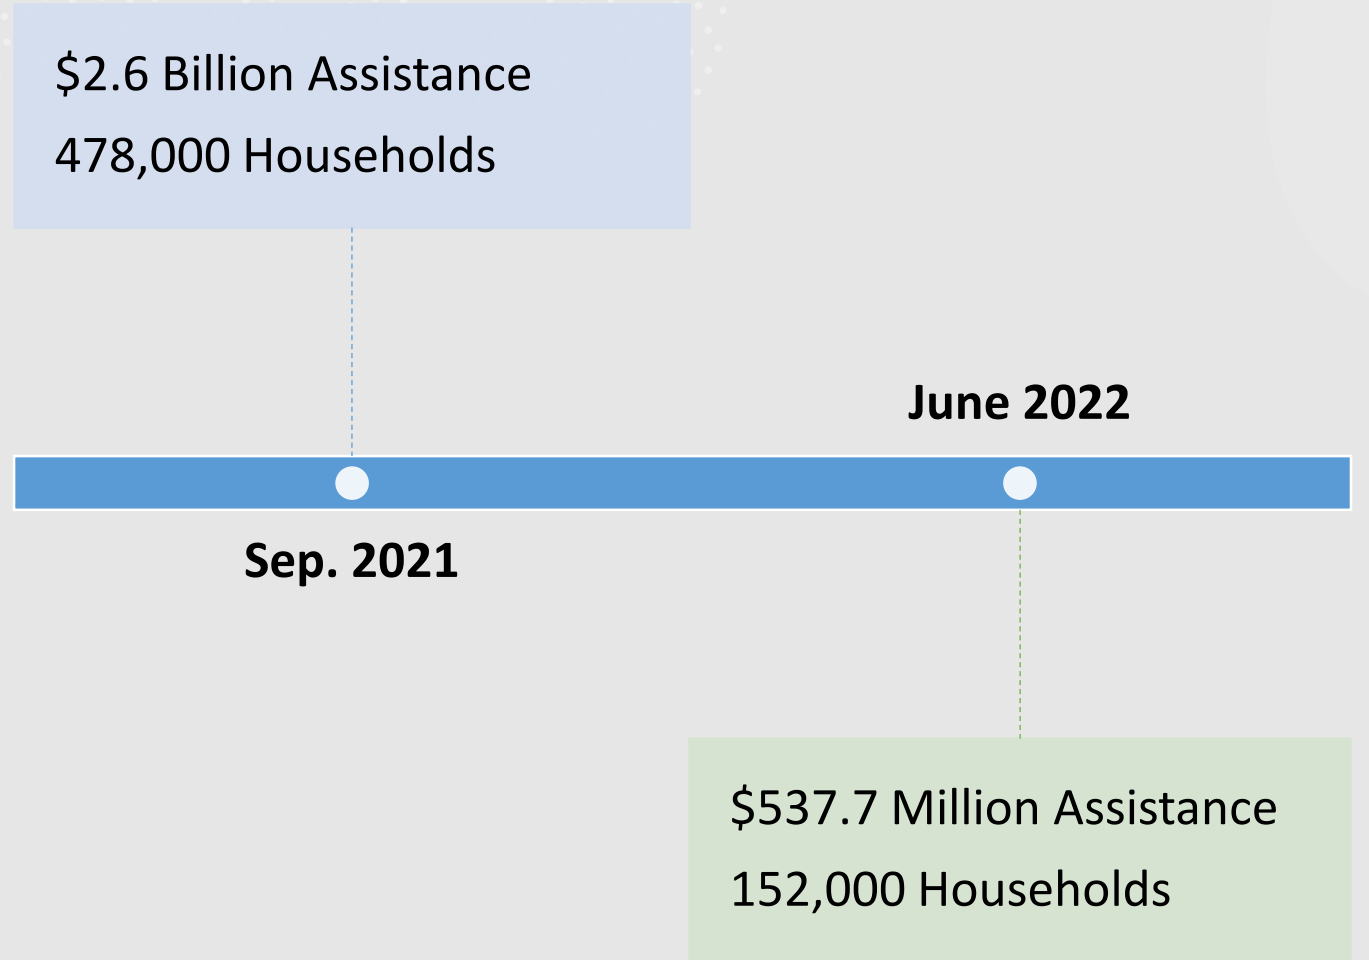 $2.6 Billion Assistance
478,000 Households
June 2022
Sep. 2021
$537.7 Million Assistance
152,000 Households